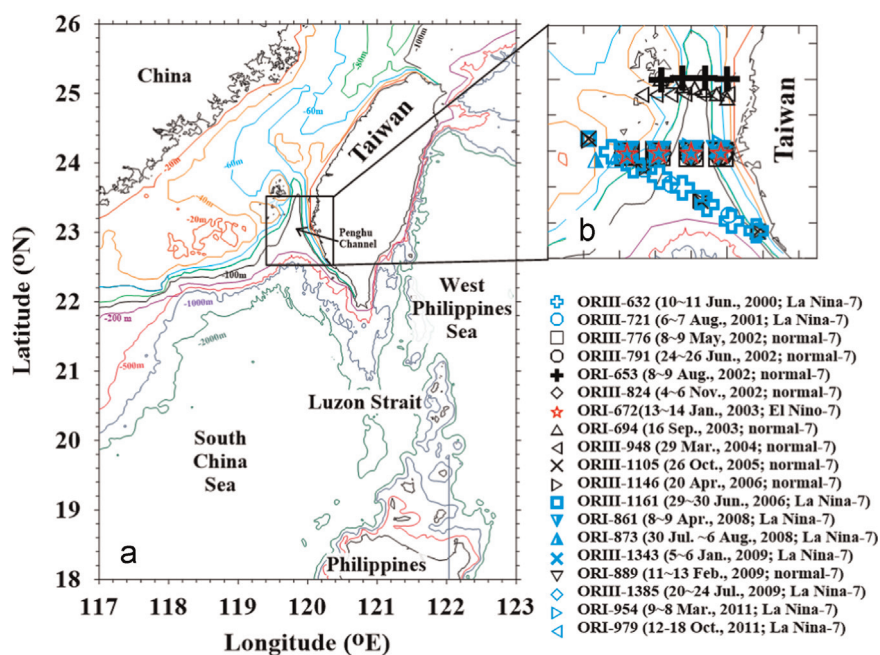 26
25
24
23
22
21
20
19
18
117
118
119
120
121
122
123
Latitude (ºN)
Longitude (ºE)
China
Taiwan
Penghu
Channel
West
Philippines
Sea
Luzon Strait
South
China
Sea
Philippines
-100m
-80m
-60m
-20m
-60m
-40m
-20m
-100m
-200 m
-1000m
-500m
-2000m
a
Taiwan
b
ORIII-632 (10~11 Jun., 2000; La Nina-7)
ORIII-721 (6~7 Aug., 2001; La Nina-7)
ORIII-776 (8~9 May, 2002; normal-7)
ORIII-791 (24~26 Jun., 2002; normal-7)
ORI-653 (8~9 Aug., 2002; normal-7)
ORIII-824 (4~6 Nov., 2002; normal-7)
ORI-672(13~14 Jan., 2003; El Nino-7)
ORI-694 (16 Sep., 2003; normal-7)
ORIII-948 (29 Mar., 2004; normal-7)
ORIII-1105 (26 Oct., 2005; normal-7)
ORIII-1146 (20 Apr., 2006; normal-7)
ORIII-1161 (29~30 Jun., 2006; La Nina-7)
ORI-861 (8~9 Apr., 2008; La Nina-7)
ORI-873 (30 Jul. ~6 Aug., 2008; La Nina-7)
ORIII-1343 (5~6 Jan., 2009; La Nina-7)
ORI-889 (11~13 Feb., 2009; normal-7)
ORIII-1385 (20~24 Jul., 2009; La Nina-7)
ORI-954 (9~8 Mar., 2011; La Nina-7)
ORI-979 (12-18 Oct., 2011; La Nina-7)